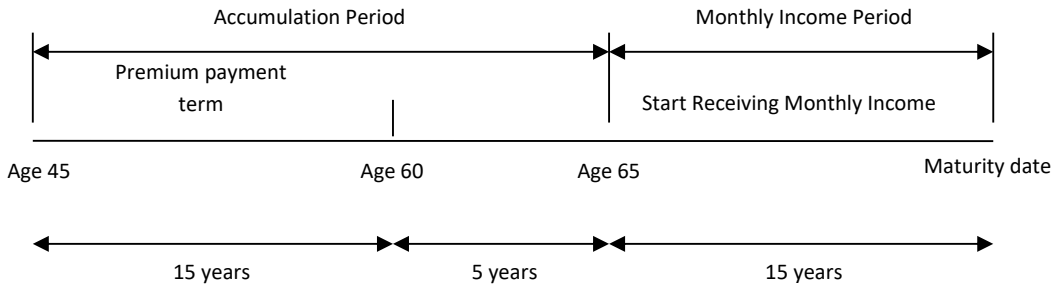 Accumulation Period
Monthly Income Period
Premium payment
term
Start Receiving Monthly Income
Age 45
Age 60
Age 65
Maturity date
15 years
5 years
15 years